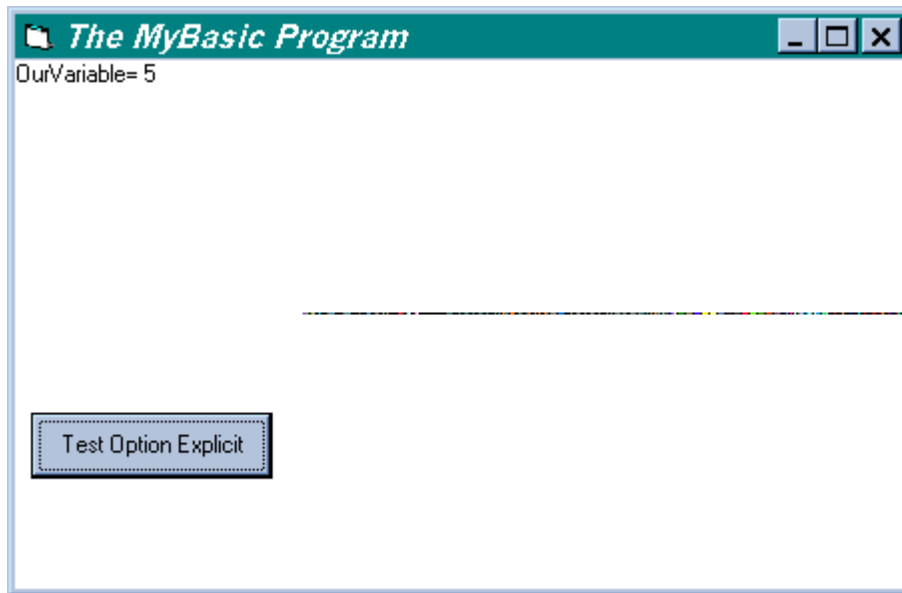 The MyBasic Program
OurVariable= 5
Test Option Explicit